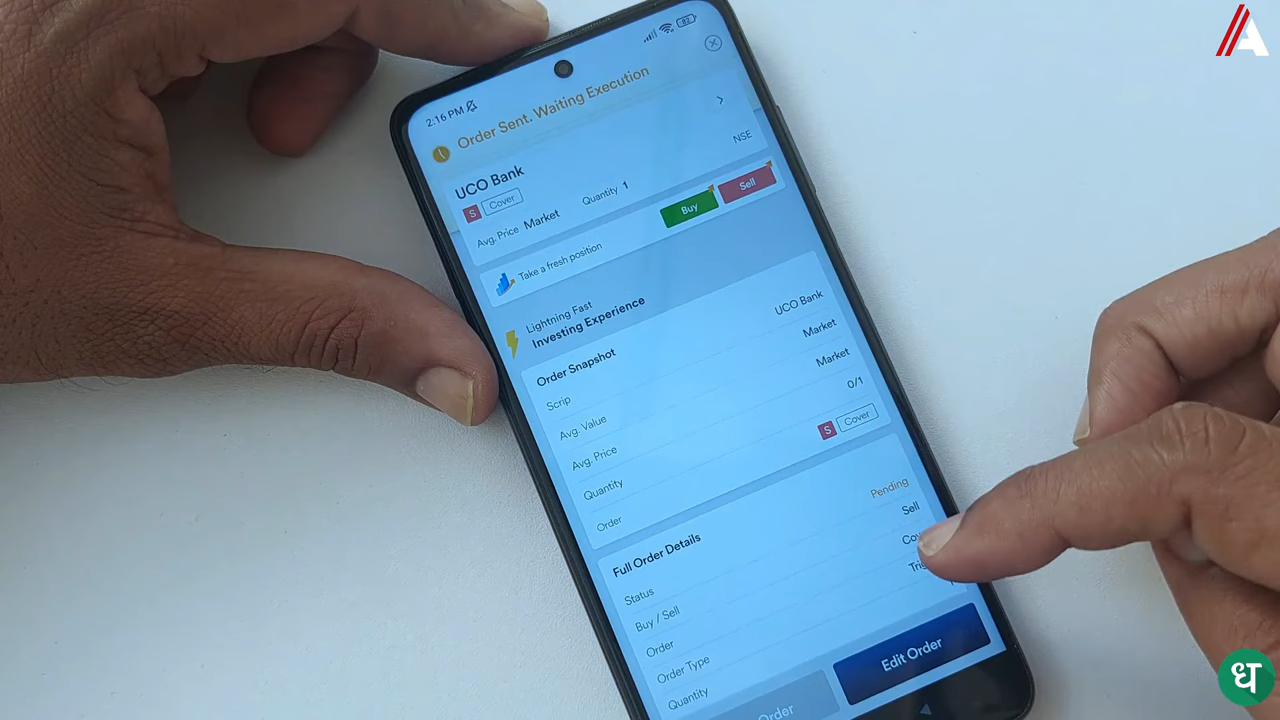 2:16 PM 82
Order Sent. Waiting Execution
UCO Bank NSE
S Cover
Avg. Price Market Quantity 1
Take a fresh position Buy Sell
Lightning Fast
Investing Experience
Order Snapshot
Scrip UCO Bank
Avg. Value Market
Avg. Price Market
Quantity 0/1
Order S Cover
Full Order Details
Status Pending
Buy / Sell Sell
Order
Order Type
Quantity
Order Edit Order
A
ध